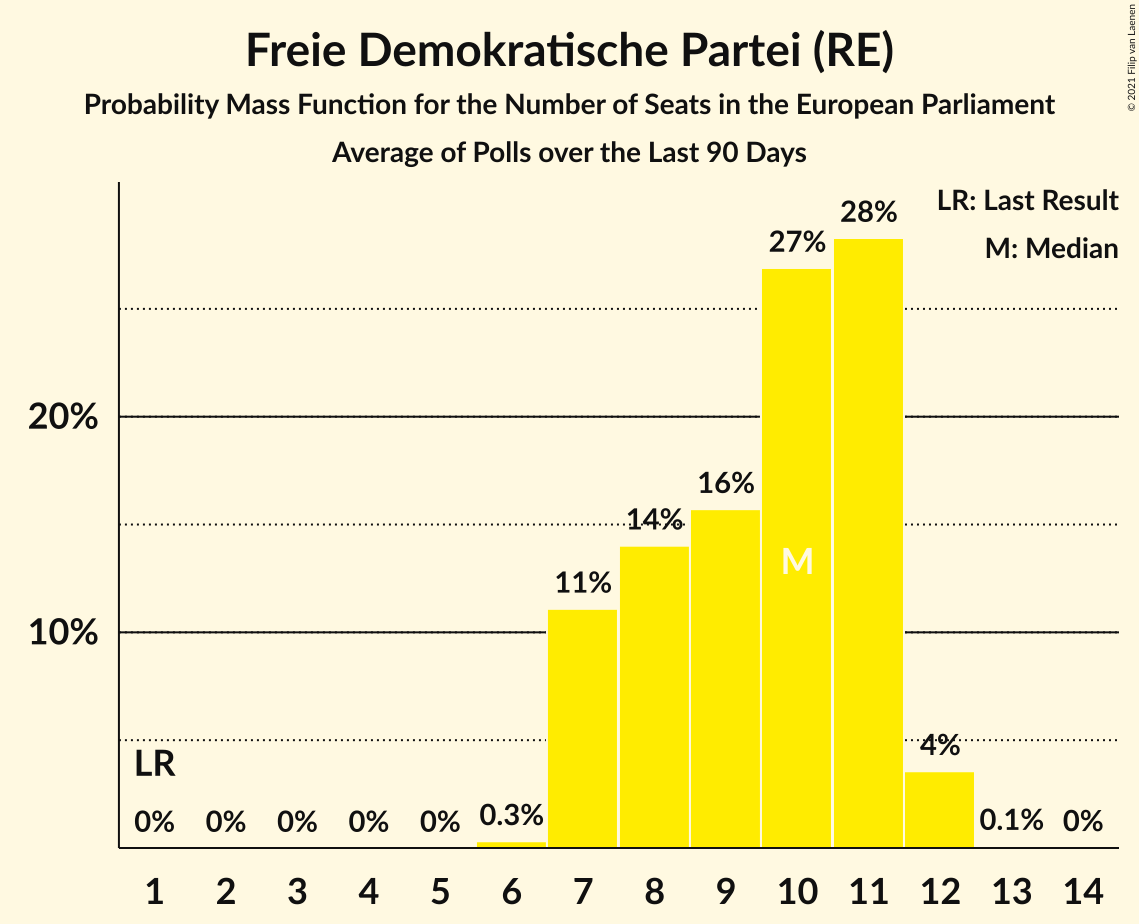 Freie Demokratische Partei (RE)
Probability Mass Function for the Number of Seats in the European Parliament
Average of Polls over the Last 90 Days
© 2021 Filip van Laenen
LR: Last Result
M: Median
28%
27%
20%
16%
14%
M
11%
10%
4%
LR
0% 0% 0% 0% 0% 0.3% 0.1% 0%
1 2 3 4 5 6 7 8 9 10 11 12 13 14